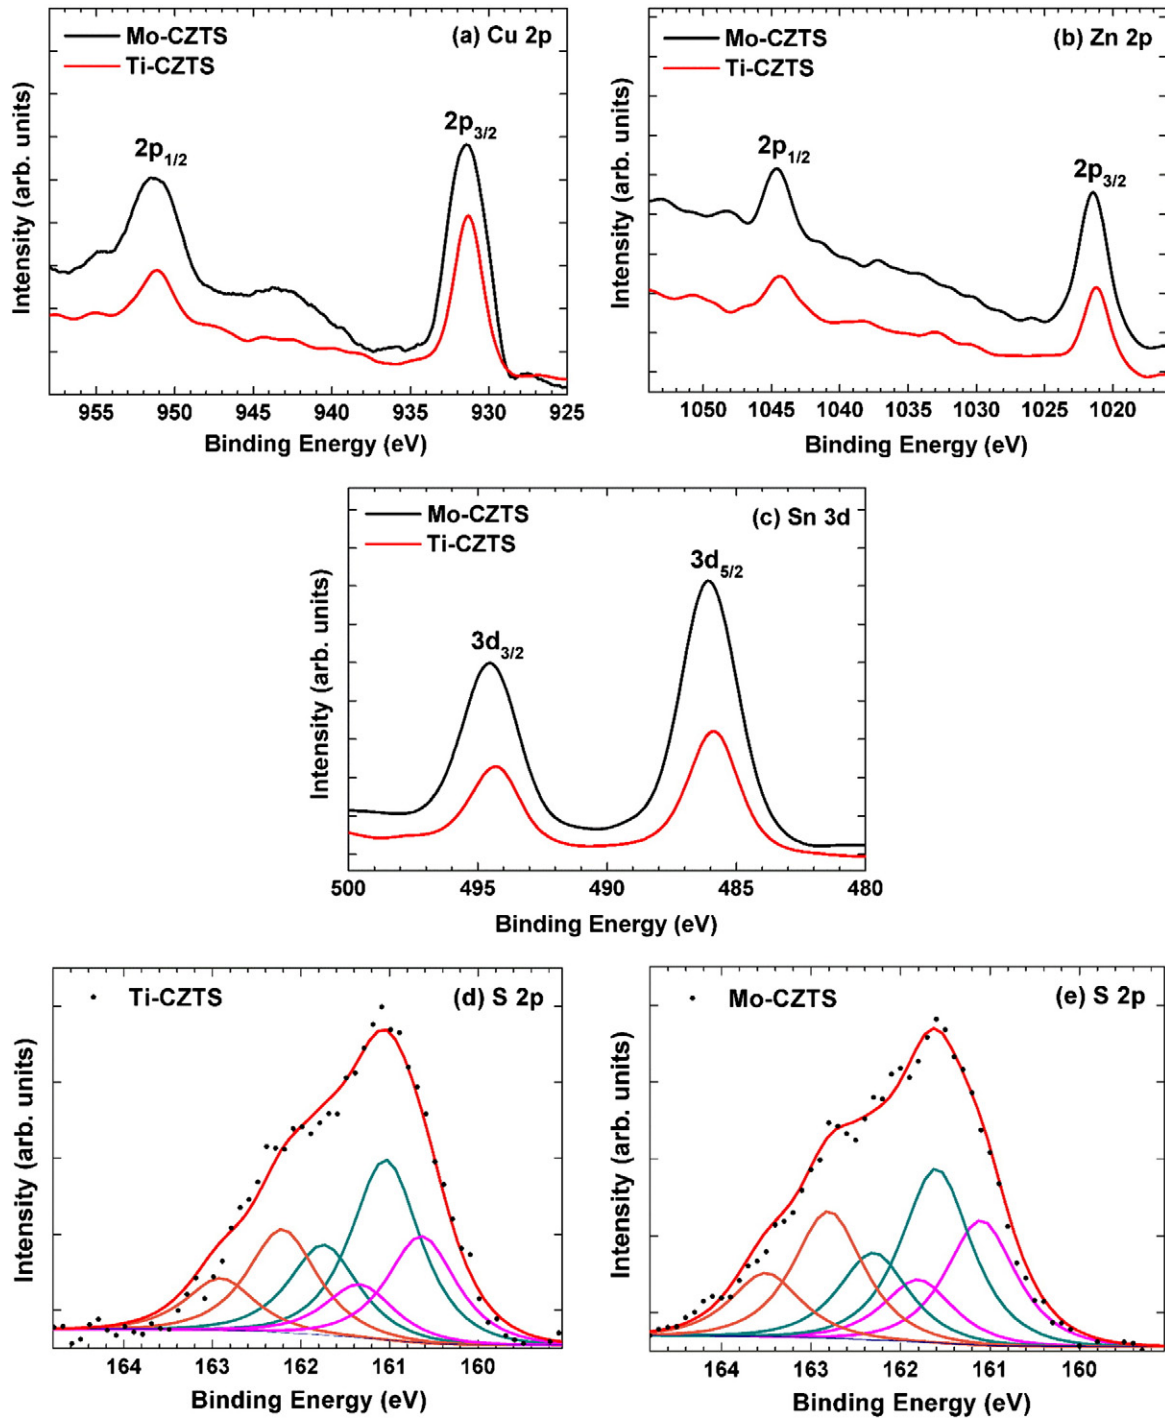 Mo-CZTS
Ti-CZTS
(a) Cu 2p
2p1/2
2p3/2
Intensity (arb. units)
955 950 945 940 935 930 925
Binding Energy (eV)
Mo-CZTS
Ti-CZTS
(b) Zn 2p
2p1/2
2p3/2
Intensity (arb. units)
1050 1045 1040 1035 1030 1025 1020
Binding Energy (eV)
Mo-CZTS
Ti-CZTS
(c) Sn 3d
3d3/2
3d5/2
Intensity (arb. units)
500 495 490 485 480
Binding Energy (eV)
Ti-CZTS
(d) S 2p
Intensity (arb. units)
164 163 162 161 160
Binding Energy (eV)
Mo-CZTS
(e) S 2p
Intensity (arb. units)
164 163 162 161 160
Binding Energy (eV)